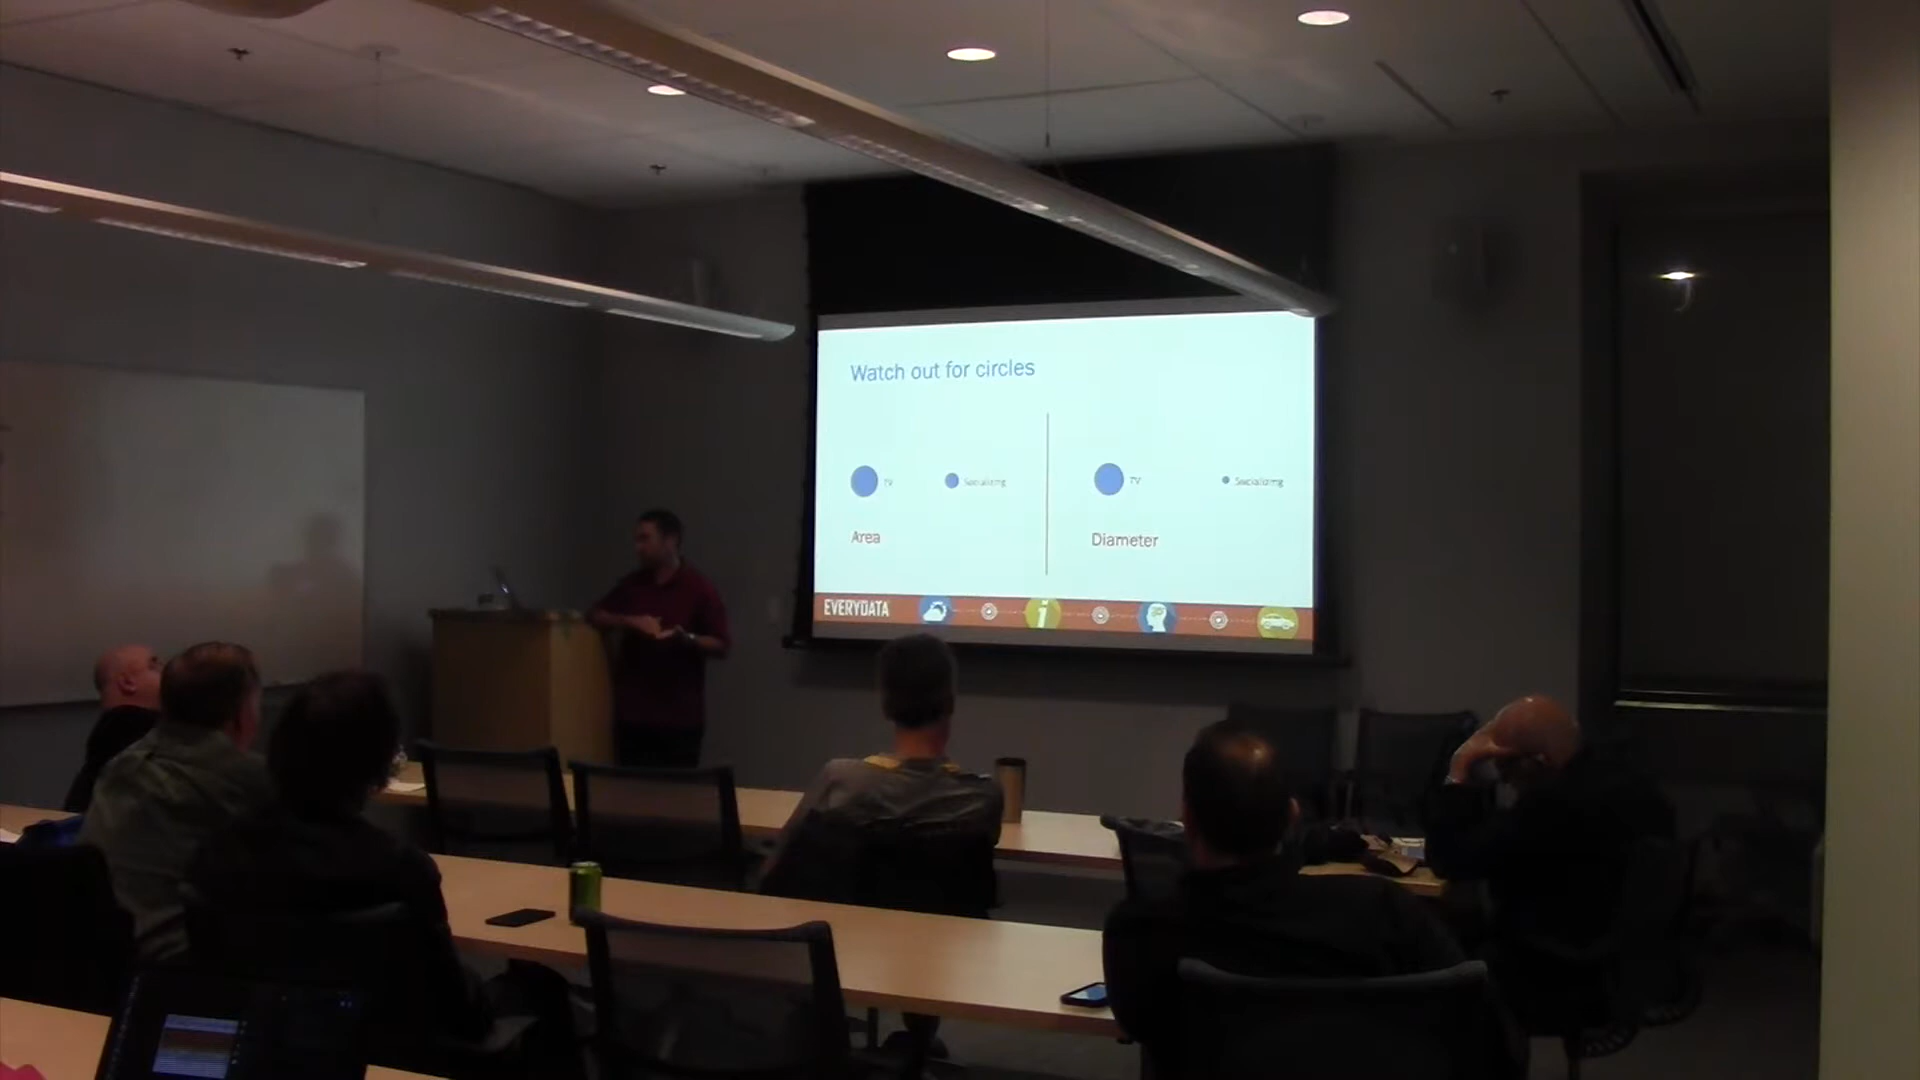 Watch out for circles
TV
Socializing
TV
Socializing
Area
Diameter
EVERYDATA